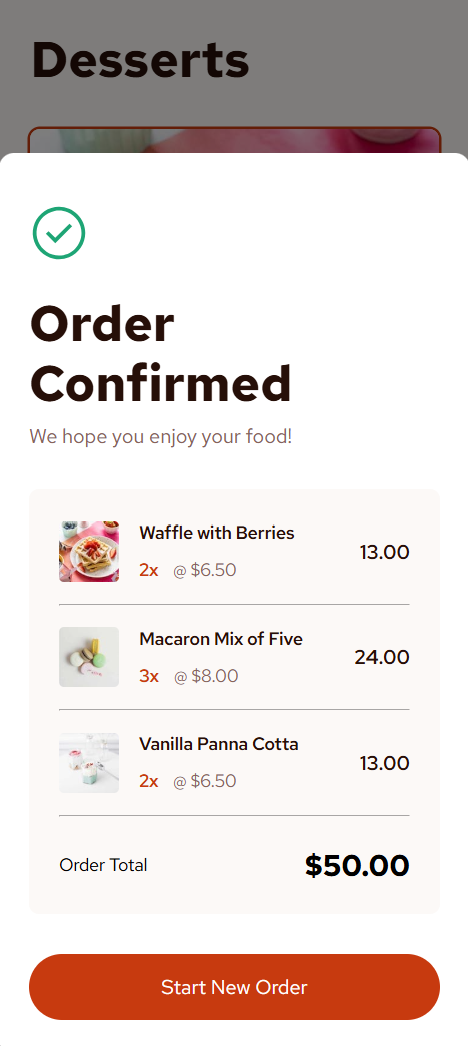 Desserts
Order
Confirmed
We hope you enjoy your food!
Waffle with Berries
2x @ $6.50
13.00
Macaron Mix of Five
3x @ $8.00
24.00
Vanilla Panna Cotta
2x @ $6.50
13.00
Order Total
$50.00
Start New Order